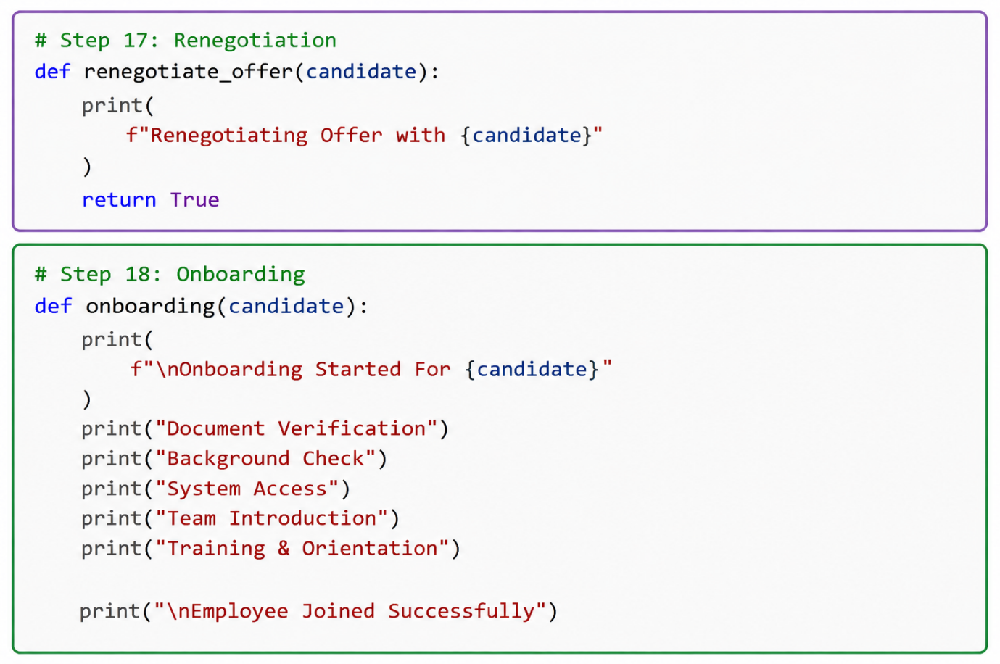 # Step 17: Renegotiation
def renegotiate_offer(candidate):
    print(
        f"Renegotiating Offer with {candidate}"
    )
    return True
# Step 18: Onboarding
def onboarding(candidate):
    print(
        f"\nOnboarding Started For {candidate}"
    )
    print("Document Verification")
    print("Background Check")
    print("System Access")
    print("Team Introduction")
    print("Training & Orientation")
    print("\nEmployee Joined Successfully")